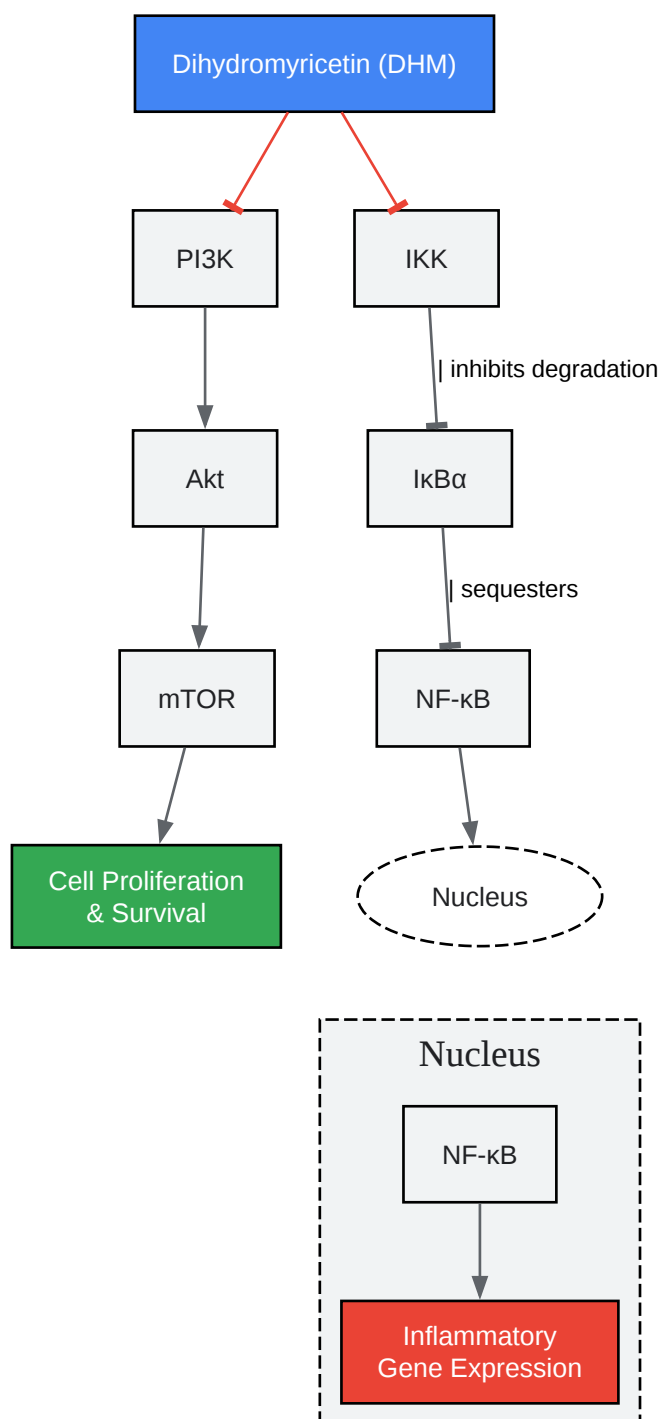 Dihydromyricetin (DHM)
PI3K
IKK
| inhibits degradation
Akt
IκBα
| sequesters
mTOR
NF-κB
Cell Proliferation
& Survival
Nucleus
Nucleus
NF-κB
Inflammatory
Gene Expression